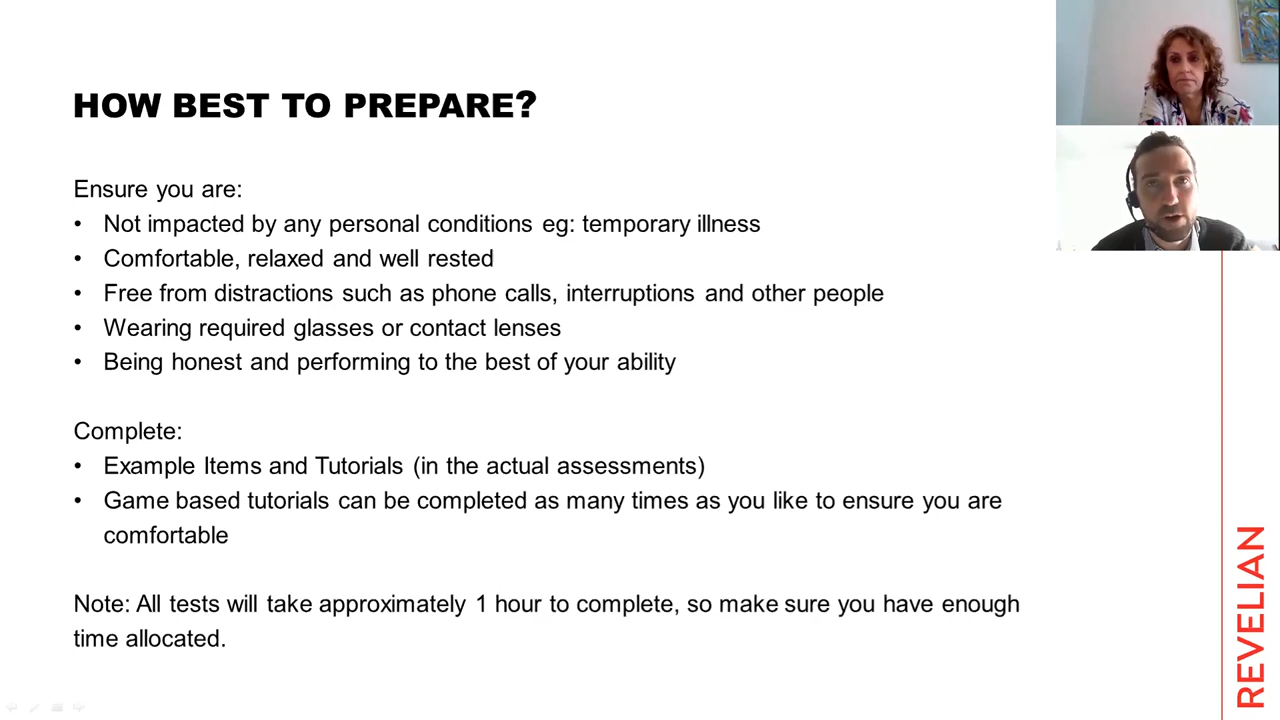 HOW BEST TO PREPARE?
Ensure you are:
• Not impacted by any personal conditions eg: temporary illness
• Comfortable, relaxed and well rested
• Free from distractions such as phone calls, interruptions and other people
• Wearing required glasses or contact lenses
• Being honest and performing to the best of your ability
Complete:
• Example Items and Tutorials (in the actual assessments)
• Game based tutorials can be completed as many times as you like to ensure you are
comfortable
Note: All tests will take approximately 1 hour to complete, so make sure you have enough
time allocated.
REVELIAN